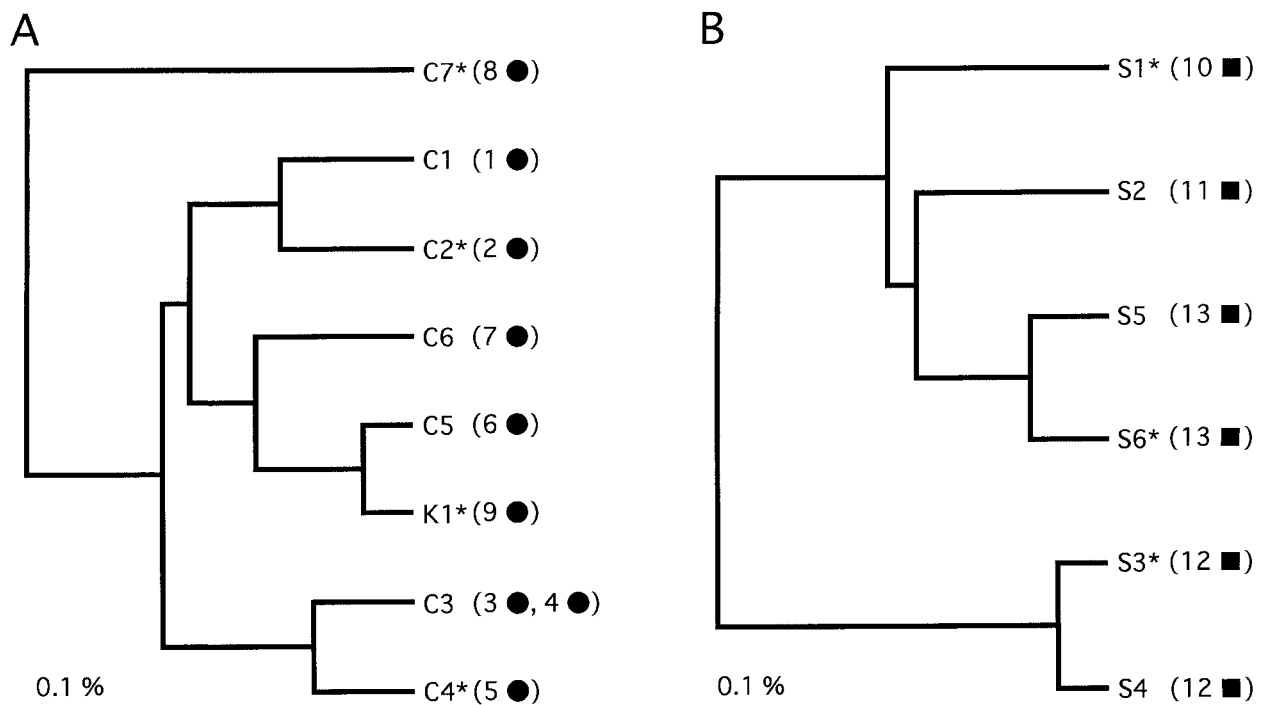 A
C7* (8 ●)
C1 (1 ●)
C2* (2 ●)
C6 (7 ●)
C5 (6 ●)
K1* (9 ●)
C3 (3 ●, 4 ●)
C4* (5 ●)
0.1 %
B
S1* (10 ■)
S2 (11 ■)
S5 (13 ■)
S6* (13 ■)
S3* (12 ■)
S4 (12 ■)
0.1 %